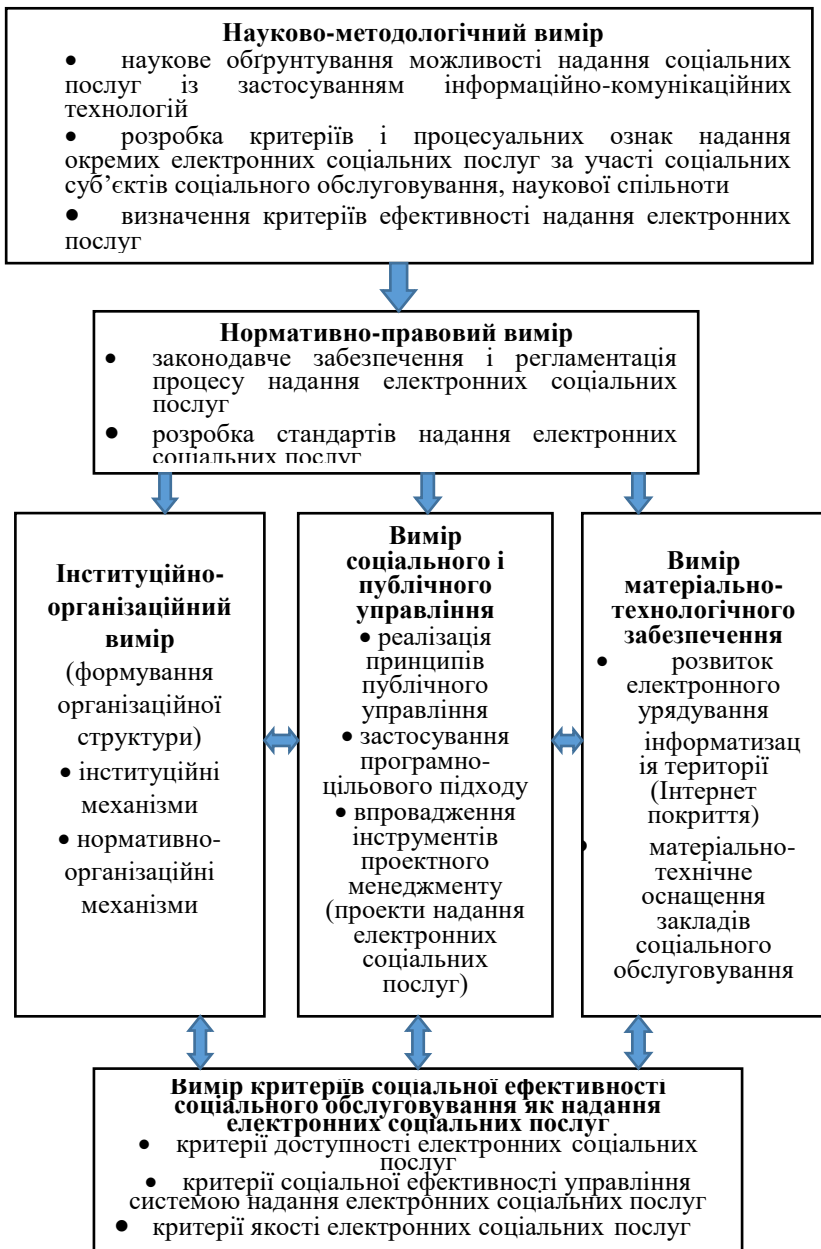 Науково-методологічний вимір
• наукове обґрунтування можливості надання соціальних
послуг із застосуванням інформаційно-комунікаційних
технологій
• розробка критеріїв і процесуальних ознак надання
окремих електронних соціальних послуг за участі соціальних
суб’єктів соціального обслуговування, наукової спільноти
• визначення критеріїв ефективності надання електронних
послуг
Нормативно-правовий вимір
• законодавче забезпечення і регламентація
процесу надання електронних соціальних
послуг
• розробка стандартів надання електронних
соціальних послуг
Інституційно-
організаційний
вимір
(формування
організаційної
структури)
• інституційні
механізми
• нормативно-
організаційні
механізми
Вимір
соціального і
публічного
управління
• реалізація
принципів
публічного
управління
• застосування
програмно-
цільового підходу
• впровадження
інструментів
проектного
менеджменту
(проекти надання
електронних
соціальних
послуг)
Вимір
матеріально-
технологічного
забезпечення
• розвиток
електронного
урядування
інформатизац
ія території
(Інтернет
покриття)
• матеріально-
технічне
оснащення
закладів
соціального
обслуговування
Вимір критеріїв соціальної ефективності
соціального обслуговування як надання
електронних соціальних послуг
• критерії доступності електронних соціальних
послуг
• критерії соціальної ефективності управління
системою надання електронних соціальних послуг
• критерії якості електронних соціальних послуг